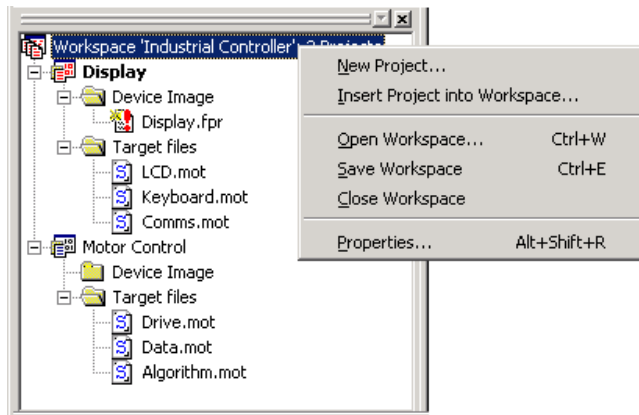 Workspace 'Industrial Controller': 2 Projects
Display
Device Image
Display.fpr
Target files
LCD.mot
Keyboard.mot
Comms.mot
Motor Control
Device Image
Target files
Drive.mot
Data.mot
Algorithm.mot
New Project...
Insert Project into Workspace...
Open Workspace... Ctrl+W
Save Workspace Ctrl+E
Close Workspace
Properties... Alt+Shift+R